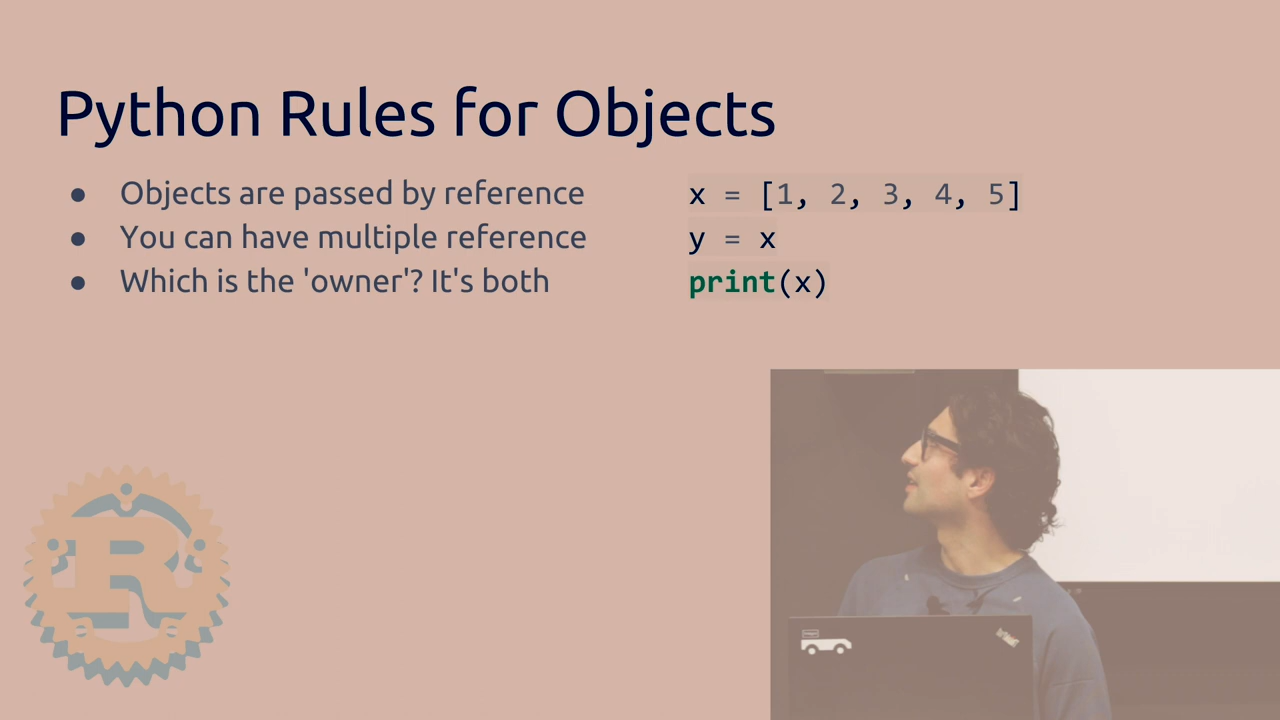 Python Rules for Objects
● Objects are passed by reference
● You can have multiple reference
● Which is the 'owner'? It's both
x = [1, 2, 3, 4, 5]
y = x
print(x)
R